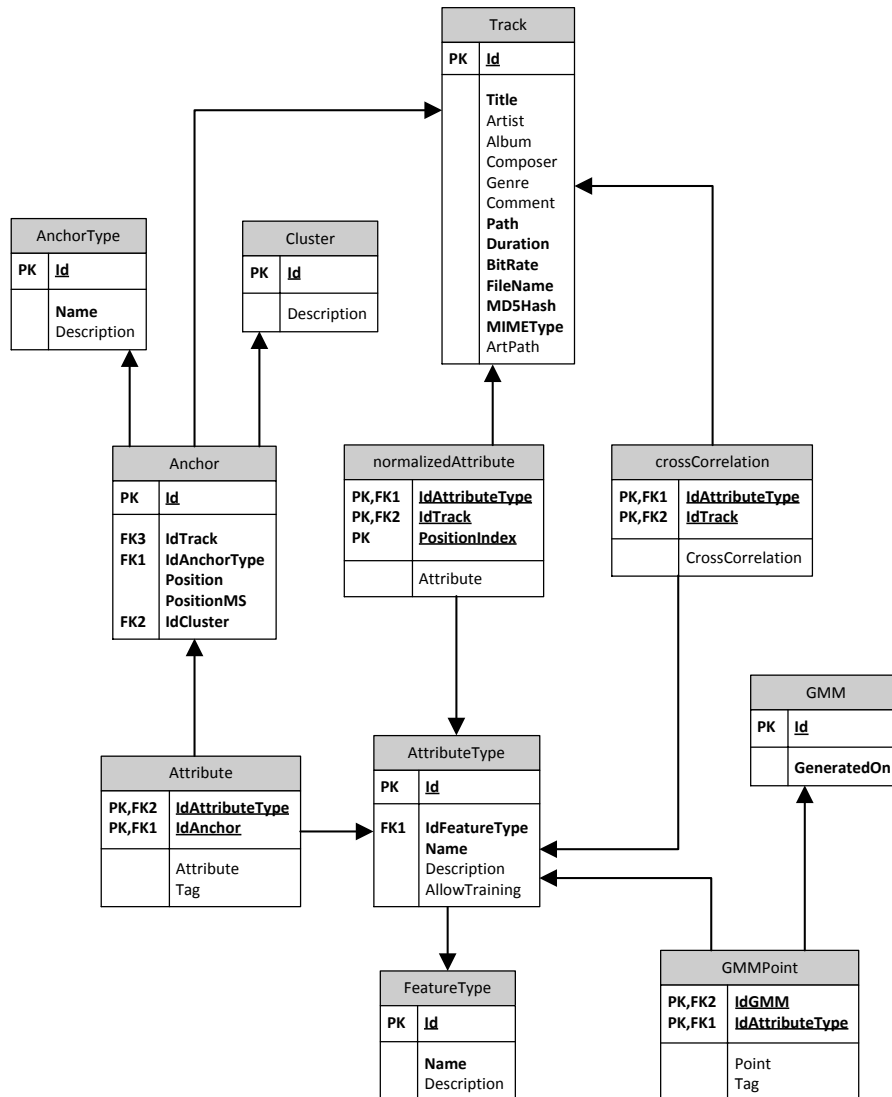 Track
PK Id
Title
Artist
Album
Composer
Genre
Comment
Path
Duration
BitRate
FileName
MD5Hash
MIMEType
ArtPath
AnchorType
PK Id
Name
Description
Cluster
PK Id
Description
Anchor
PK Id
FK3 IdTrack
FK1 IdAnchorType
Position
PositionMS
FK2 IdCluster
normalizedAttribute
PK,FK1 IdAttributeType
PK,FK2 IdTrack
PK PositionIndex
Attribute
crossCorrelation
PK,FK1 IdAttributeType
PK,FK2 IdTrack
CrossCorrelation
GMM
PK Id
GeneratedOn
Attribute
PK,FK2 IdAttributeType
PK,FK1 IdAnchor
Attribute
Tag
AttributeType
PK Id
FK1 IdFeatureType
Name
Description
AllowTraining
FeatureType
PK Id
Name
Description
GMMPoint
PK,FK2 IdGMM
PK,FK1 IdAttributeType
Point
Tag